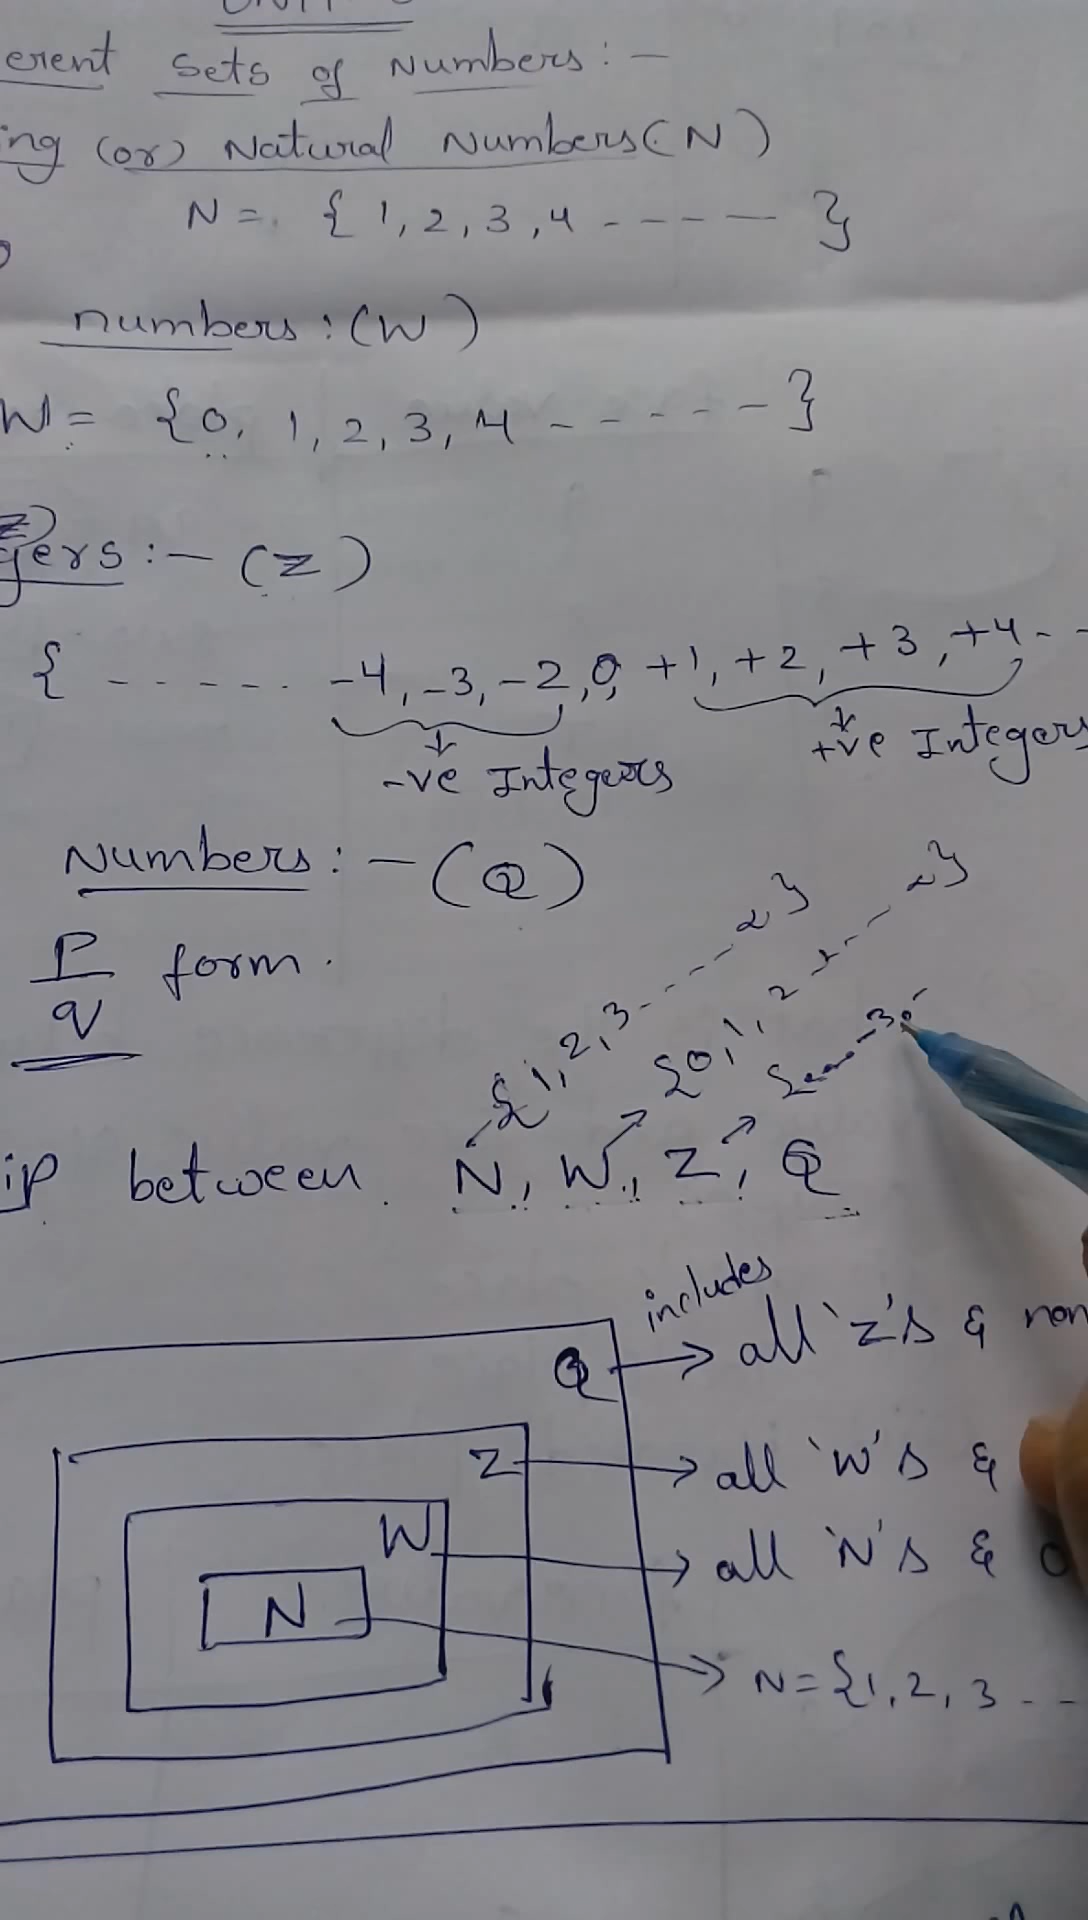 erent Sets of Numbers :-
ing (or) Natural Numbers (N)
N = { 1, 2, 3, 4 ----- }
numbers : (W)
W = { 0, 1, 2, 3, 4 ----- }
gers :- (Z)
{ ------ -4, -3, -2, 0, +1, +2, +3, +4 - -
-ve Integers +ve Integers
Numbers :- (Q)
P/q form.
{1, 2, 3 --- ∞} {0, 1, 2, --- ∞}
ip between N, W, Z, Q
includes
Q → all 'Z's & non
Z → all 'W's &
W → all 'N's & 0
N → N = {1, 2, 3 - -